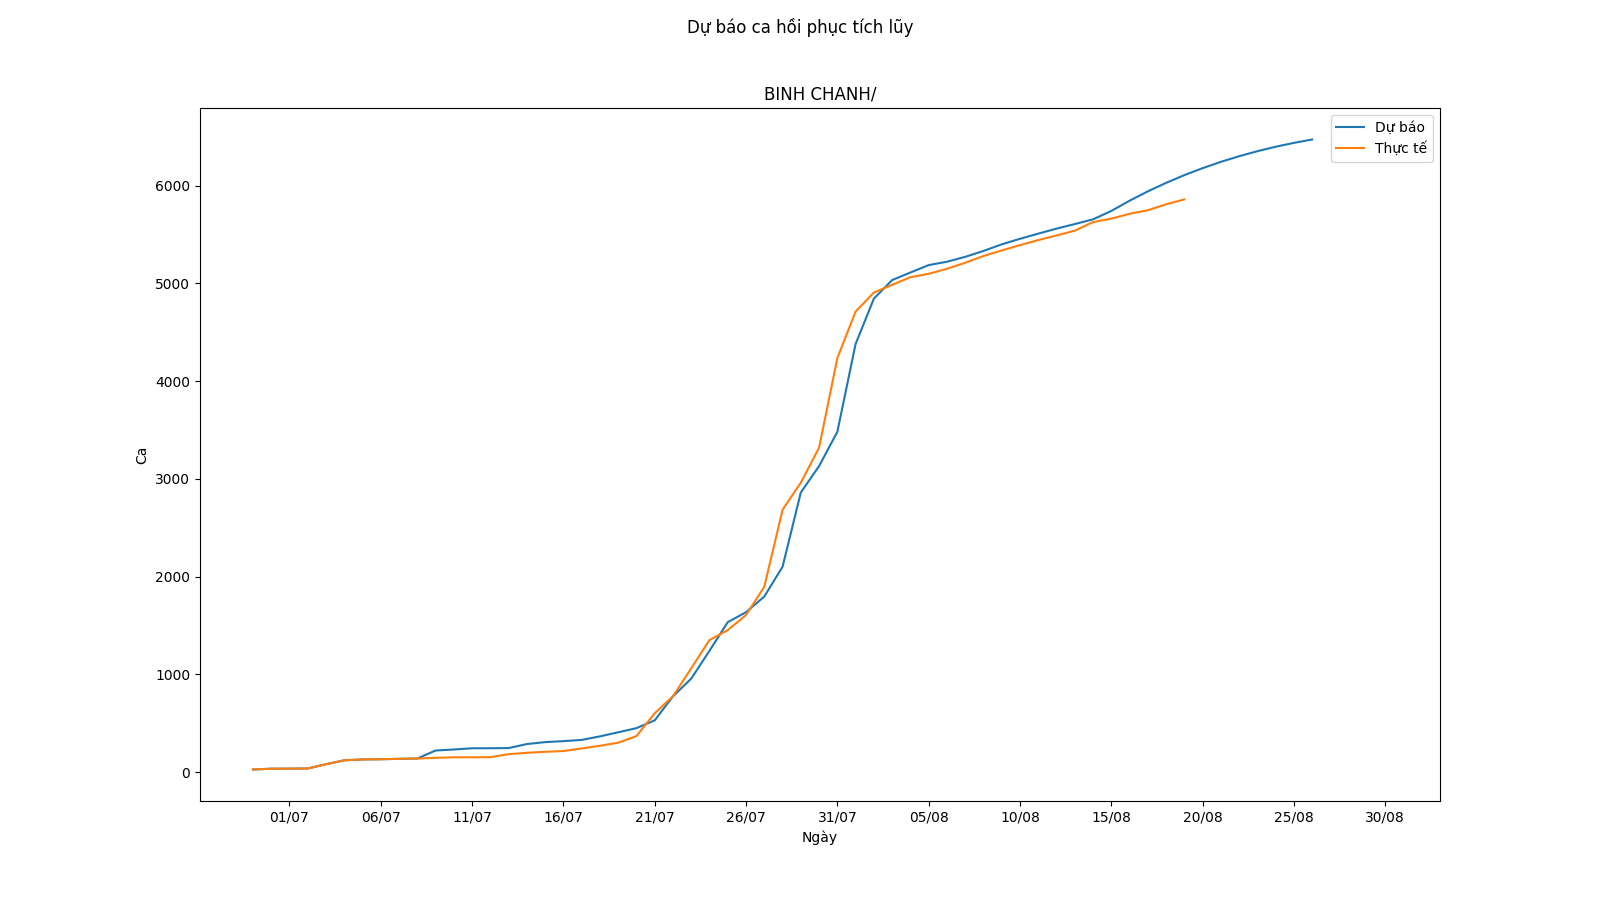 Dự báo ca hồi phục tích lũy
BINH CHANH/
Dự báo
Thực tế
6000
5000
4000
3000
2000
1000
0
Ca
01/07 06/07 11/07 16/07 21/07 26/07 31/07 05/08 10/08 15/08 20/08 25/08 30/08
Ngày